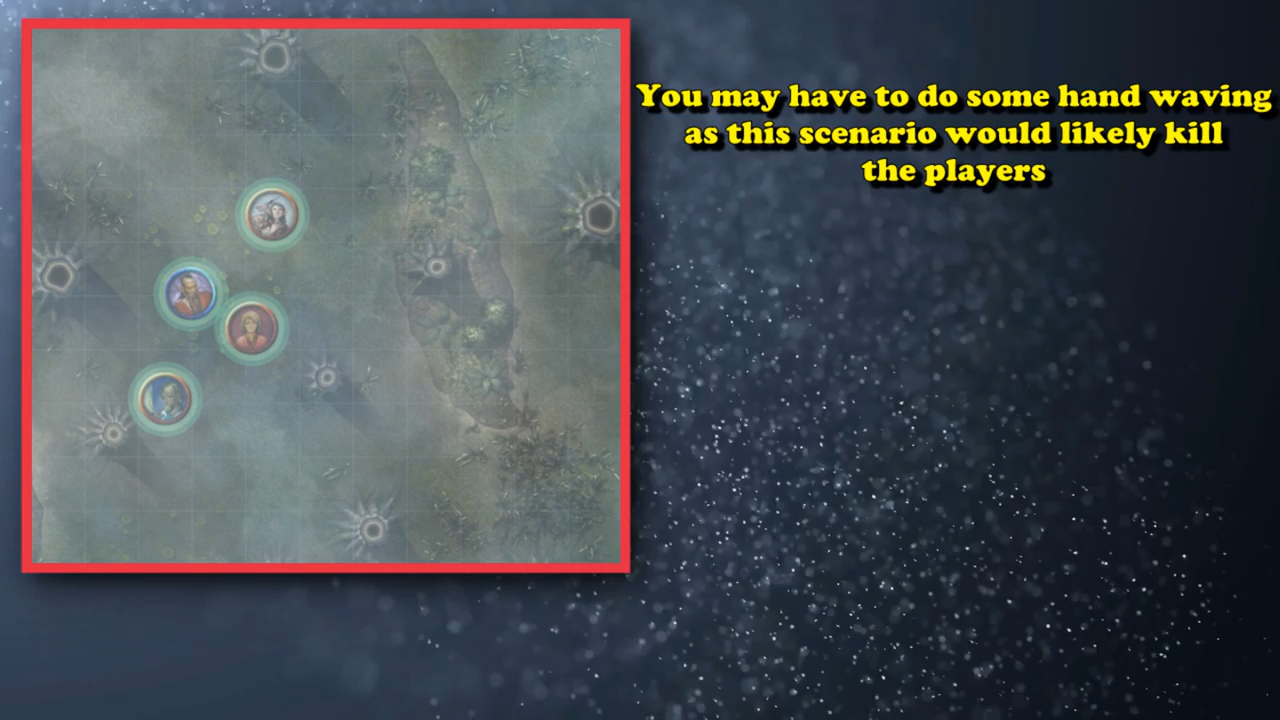 You may have to do some hand waving
as this scenario would likely kill
the players